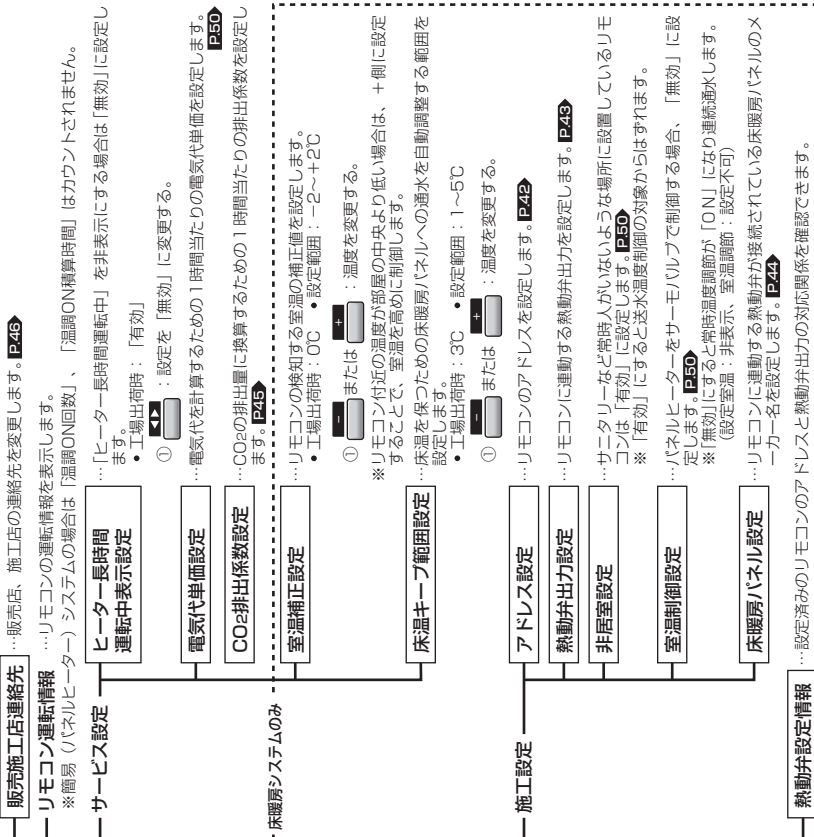 販売施工店連絡先 …販売店、施工店の連絡先を変更します。P.46
リモコン運転情報 …リモコンの運転情報を表示します。
※簡易（パネルヒーター）システムの場合は「温調ON回数」、「温調ON積算時間」はカウントされません。
サービス設定
ヒーター長時間
運転中表示設定
…「ヒーター長時間運転中」を非表示にする場合は「無効」に設定し
ます。
•工場出荷時：「有効」
① ◀▶ ：設定を「無効」に変更する。
電気代単価設定 …電気代を計算するための1時間当たりの電気代単価を設定します。P.50
CO2排出係数設定 …CO2の排出量に換算するための1時間当たりの排出係数を設定し
ます。P.45
床暖房システムのみ
室温補正設定 …リモコンの検知する室温の補正値を設定します。
•工場出荷時：0℃ •設定範囲：－2～＋2℃
① － または ＋ ：温度を変更する。
※リモコン付近の温度が部屋の中央より低い場合は、＋側に設定
することで、室温を高めに制御します。
床温キープ範囲設定 …床温を保つための床暖房パネルへの通水を自動調整する範囲を
設定します。
•工場出荷時：3℃ •設定範囲：1～5℃
① － または ＋ ：温度を変更する。
施工設定
アドレス設定 …リモコンのアドレスを設定します。P.42
熱動弁出力設定 …リモコンに連動する熱動弁出力を設定します。P.43
非居室設定 …サニタリーなど常時人がいないような場所に設置しているリモ
コンは「有効」に設定します。P.50
※「有効」にすると送水温度制御の対象からはずれます。
室温制御設定 …パネルヒーターをサーモバルブで制御する場合、「無効」に設
定します。P.50
※「無効」にすると常時温度調節が「ON」になり連続通水します。
（設定室温：非表示、室温調節：設定不可）
床暖房パネル設定 …リモコンに連動する熱動弁が接続されている床暖房パネルのメ
ーカー名を設定します。P.44
熱動弁設定情報 …設定済みのリモコンのアドレスと熱動弁出力の対応関係を確認できます。